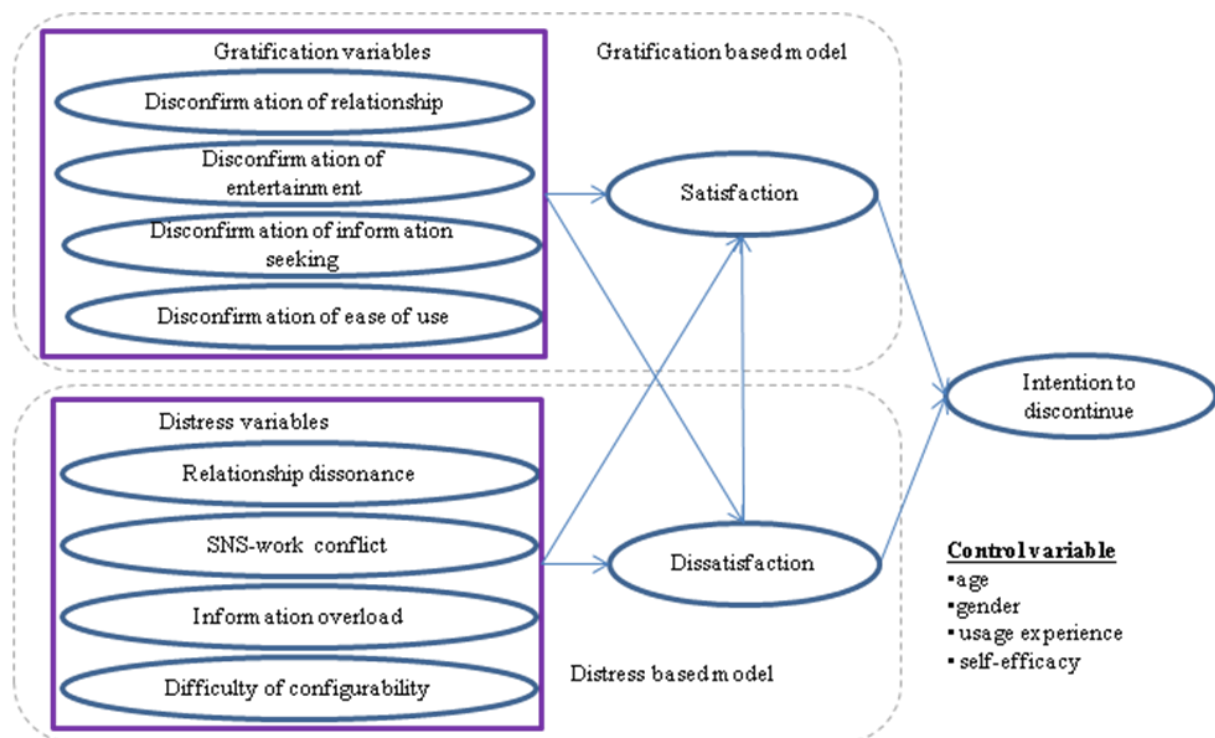 Gratification variables
Gratification based model
Disconfirmation of relationship
Disconfirmation of
entertainment
Disconfirmation of information
seeking
Disconfirmation of ease of use
Satisfaction
Intention to
discontinue
Distress variables
Relationship dissonance
SNS-work conflict
Information overload
Difficulty of configurability
Dissatisfaction
Distress based model
Control variable
▪age
▪gender
▪usage experience
▪self-efficacy